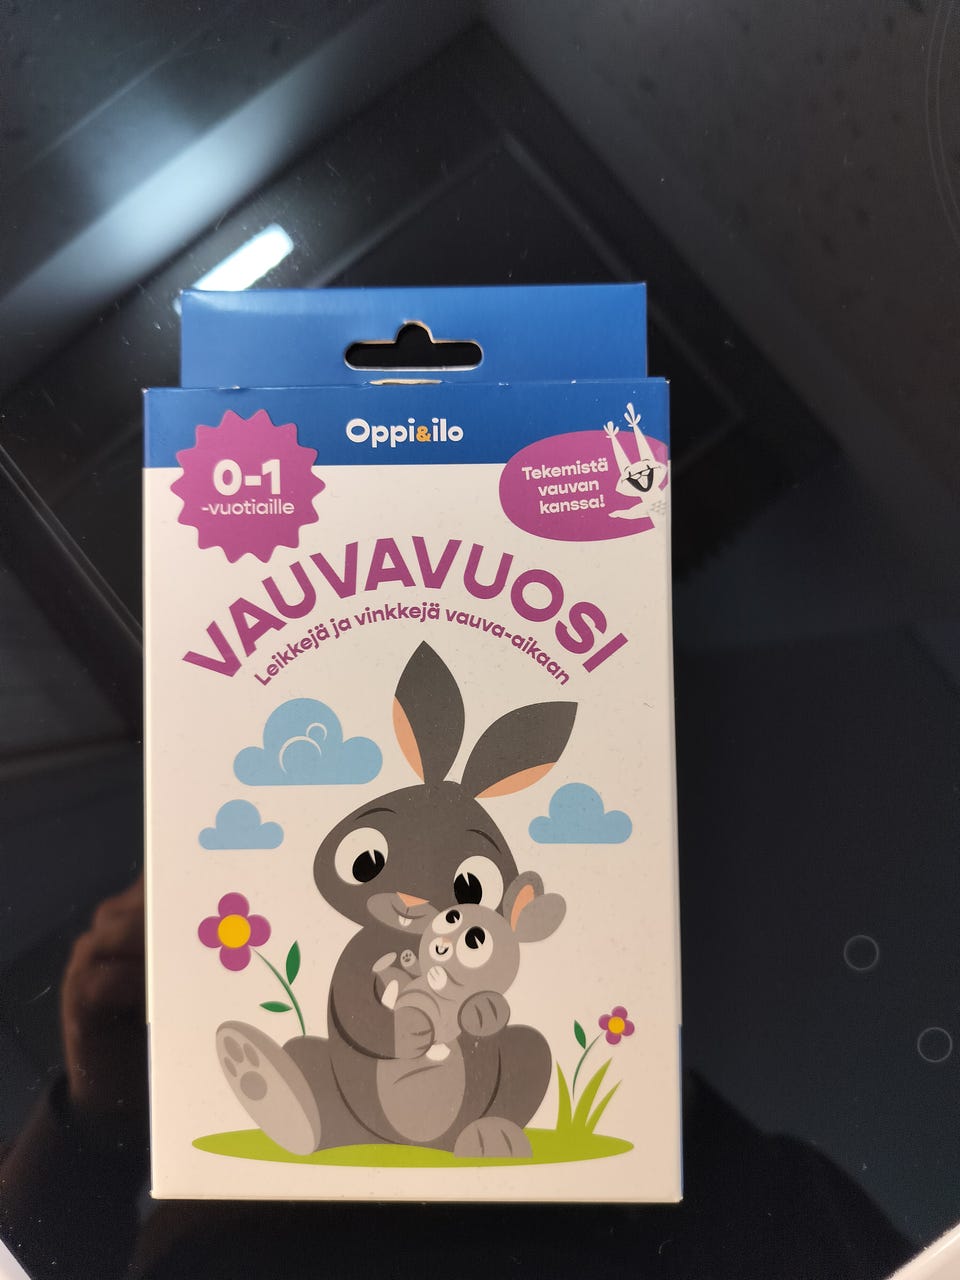 Oppi&ilo
0-1
-vuotiaille
Tekemistä
vauvan
kanssa!
VAUVAVUOSI
Leikkejä ja vinkkejä vauva-aikaan